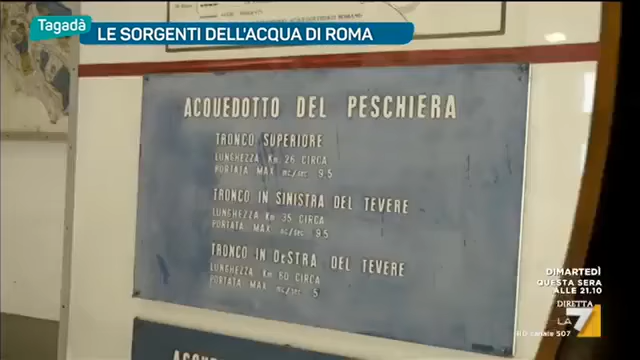 Tagadà
LE SORGENTI DELL'ACQUA DI ROMA
ACQUEDOTTO DEL PESCHIERA
TRONCO SUPERIORE
LUNGHEZZA Km 26 CIRCA
PORTATA MAX mc/sec 9.5
TRONCO IN SINISTRA DEL TEVERE
LUNGHEZZA Km 35 CIRCA
PORTATA MAX mc/sec 9.5
TRONCO IN DeSTRA DEL TEVERE
LUNGHEZZA Km 60 CIRCA
PORTATA MAX mc/sec 5
DIMARTEDÌ
QUESTA SERA
ALLE 21.10
DIRETTA
LA 7
HD canale 507